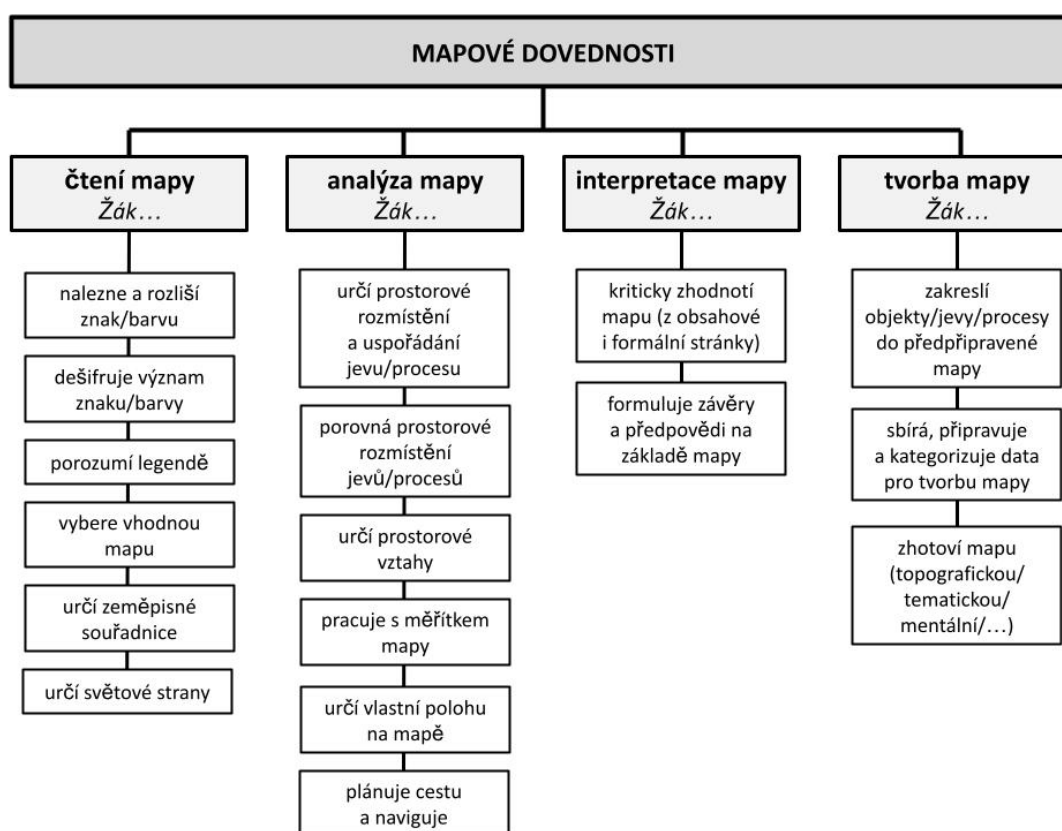 MAPOVÉ DOVEDNOSTI
čtení mapy
Žák…
nalezne a rozliší
znak/barvu
dešifruje význam
znaku/barvy
porozumí legendě
vybere vhodnou
mapu
určí zeměpisné
souřadnice
určí světové strany
analýza mapy
Žák…
určí prostorové
rozmístění
a uspořádání
jevu/procesu
porovná prostorové
rozmístění
jevů/procesů
určí prostorové
vztahy
pracuje s měřítkem
mapy
určí vlastní polohu
na mapě
plánuje cestu
a naviguje
interpretace mapy
Žák…
kriticky zhodnotí
mapu (z obsahové
i formální stránky)
formuluje závěry
a předpovědi na
základě mapy
tvorba mapy
Žák…
zakreslí
objekty/jevy/procesy
do předpřipravené
mapy
sbírá, připravuje
a kategorizuje data
pro tvorbu mapy
zhotoví mapu
(topografickou/
tematickou/
mentální/…)